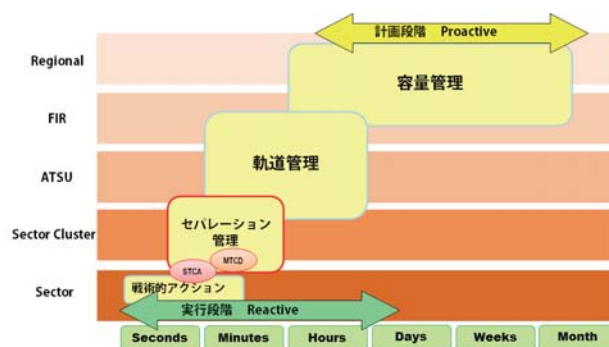 計画段階 Proactive
Regional
容量管理
FIR
軌道管理
ATSU
セパレーション
管理
Sector Cluster
MTCD
STCA
戦術的アクション
Sector
実行段階 Reactive
Seconds Minutes Hours Days Weeks Month